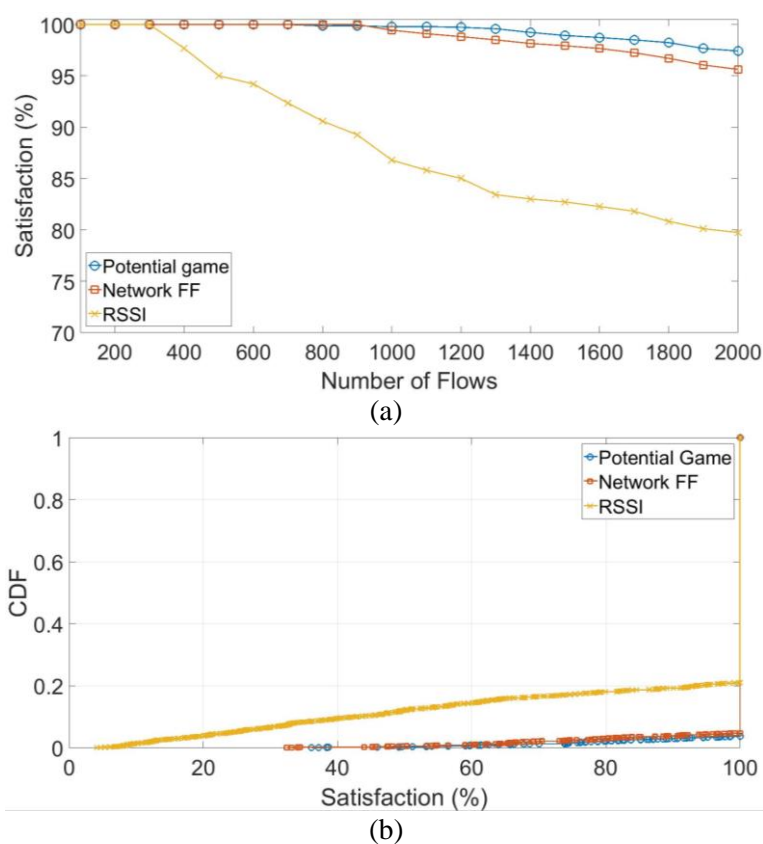 100
95
90
85
80
75
70
Satisfaction (%)
Potential game
Network FF
RSSI
200 400 600 800 1000 1200 1400 1600 1800 2000
Number of Flows
(a)
1
0.8
0.6
0.4
0.2
0
CDF
Potential Game
Network FF
RSSI
0 20 40 60 80 100
Satisfaction (%)
(b)